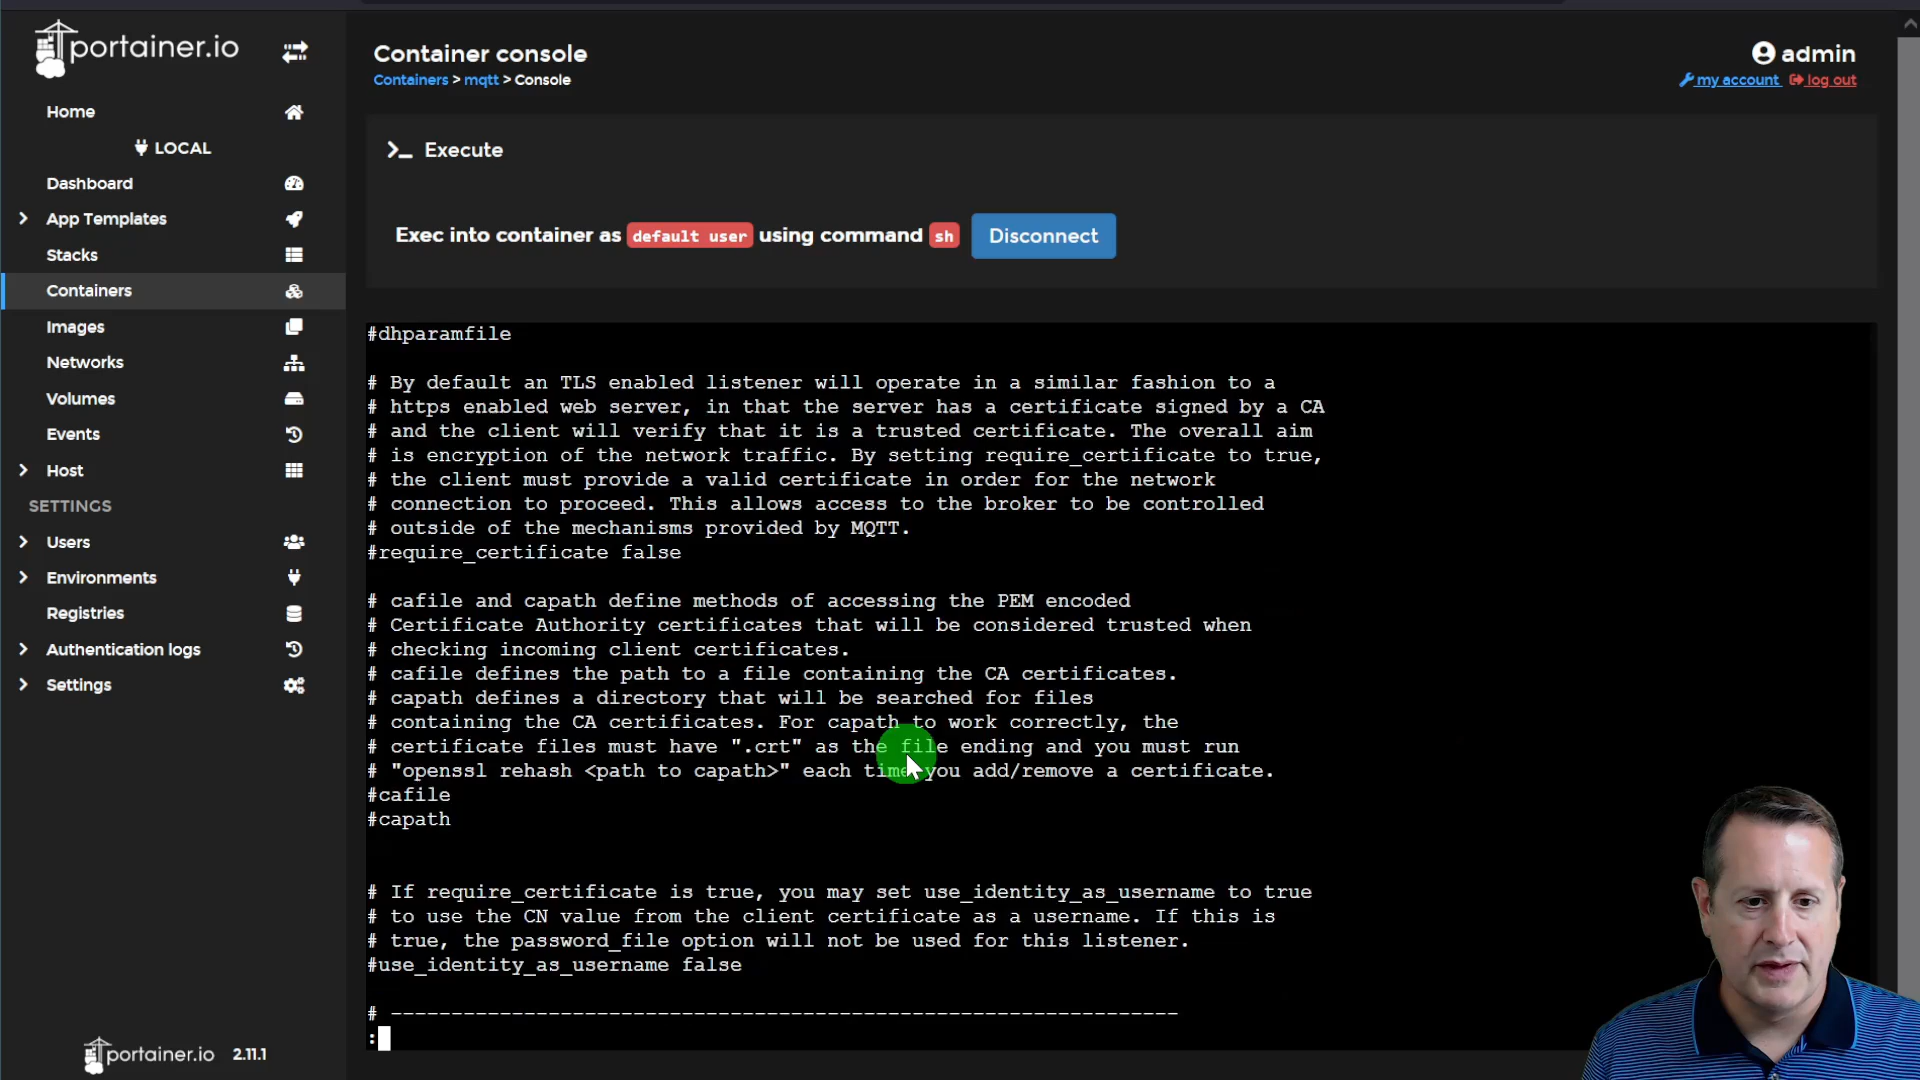 portainer.io
Home
LOCAL
Dashboard
App Templates
Stacks
Containers
Images
Networks
Volumes
Events
Host
SETTINGS
Users
Environments
Registries
Authentication logs
Settings
portainer.io 2.11.1
Container console
Containers > mqtt > Console
admin
my account log out
>_ Execute
Exec into container as default user using command sh Disconnect
#dhparamfile
# By default an TLS enabled listener will operate in a similar fashion to a
# https enabled web server, in that the server has a certificate signed by a CA
# and the client will verify that it is a trusted certificate. The overall aim
# is encryption of the network traffic. By setting require_certificate to true,
# the client must provide a valid certificate in order for the network
# connection to proceed. This allows access to the broker to be controlled
# outside of the mechanisms provided by MQTT.
#require_certificate false
# cafile and capath define methods of accessing the PEM encoded
# Certificate Authority certificates that will be considered trusted when
# checking incoming client certificates.
# cafile defines the path to a file containing the CA certificates.
# capath defines a directory that will be searched for files
# containing the CA certificates. For capath to work correctly, the
# certificate files must have ".crt" as the file ending and you must run
# "openssl rehash <path to capath>" each time you add/remove a certificate.
#cafile
#capath
# If require_certificate is true, you may set use_identity_as_username to true
# to use the CN value from the client certificate as a username. If this is
# true, the password_file option will not be used for this listener.
#use_identity_as_username false
# -----------------------------------------------------------------
: